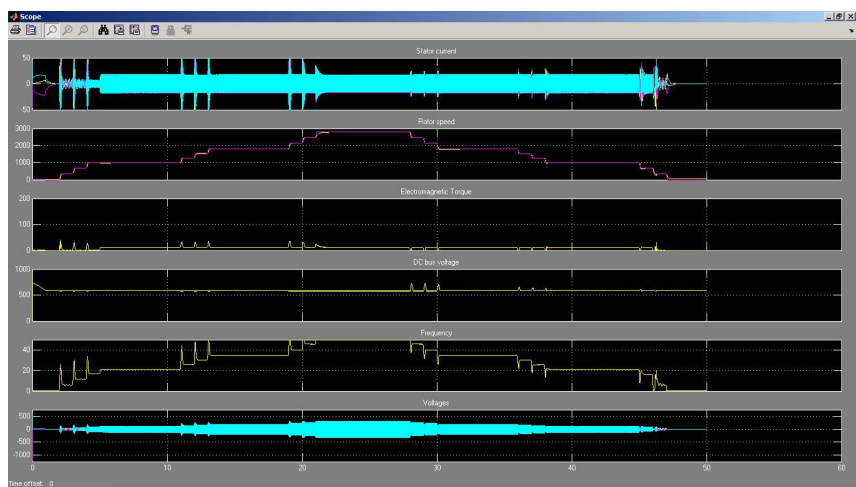 Scope
Stator current
50
0
-50
Rotor speed
3000
2000
1000
0
Electromagnetic Torque
200
100
0
DC bus voltage
1000
500
0
Frequency
40
20
0
Voltages
500
0
-500
-1000
0 10 20 30 40 50 60
Time offset: 0